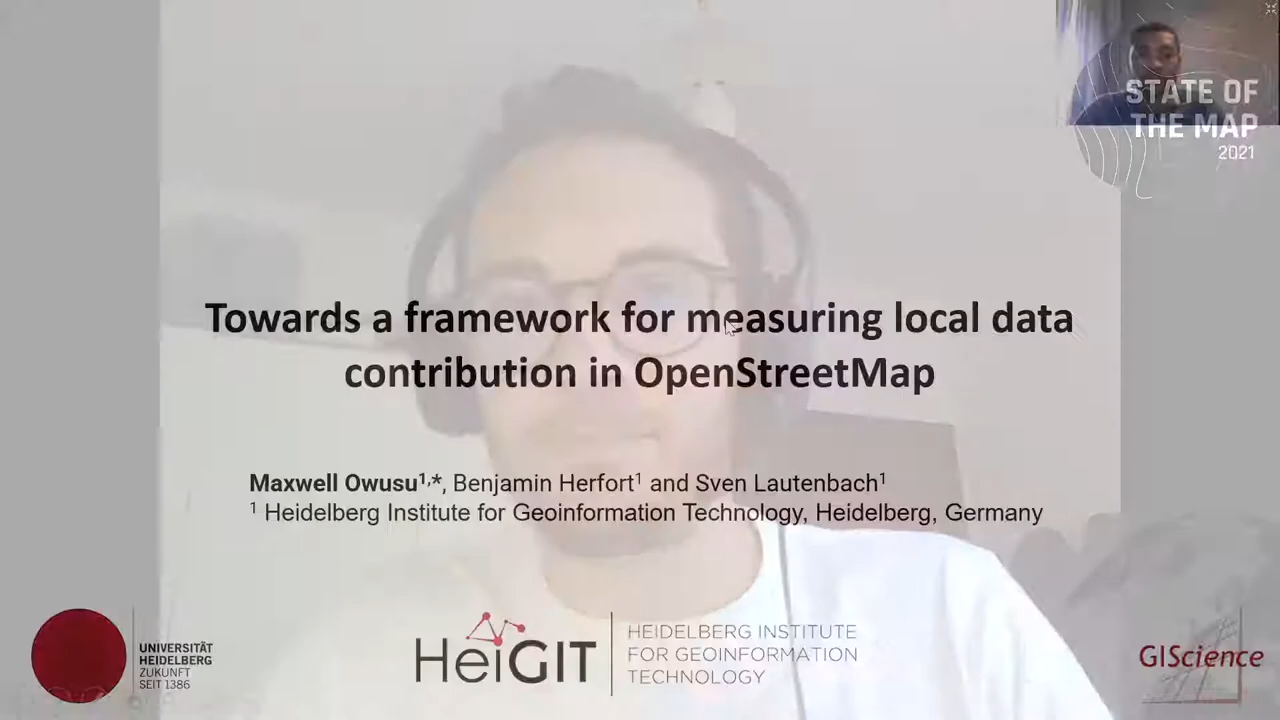 STATE OF
THE MAP
2021
Towards a framework for measuring local data
contribution in OpenStreetMap
Maxwell Owusu¹,*, Benjamin Herfort¹ and Sven Lautenbach¹
¹ Heidelberg Institute for Geoinformation Technology, Heidelberg, Germany
UNIVERSITÄT
HEIDELBERG
ZUKUNFT
SEIT 1386
HeiGIT
HEIDELBERG INSTITUTE
FOR GEOINFORMATION
TECHNOLOGY
GIScience